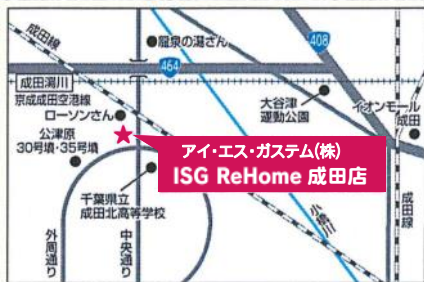 成田線
龍泉の湯さん
408
464
成田湯川
京成成田空港線
ローソンさん
公津原
30号墳・35号墳
大谷津
運動公園
イオンモール
成田
アイ・エス・ガステム(株)
ISG ReHome 成田店
千葉県立
成田北高等学校
小橋川
成田線
外周通り
中央通り